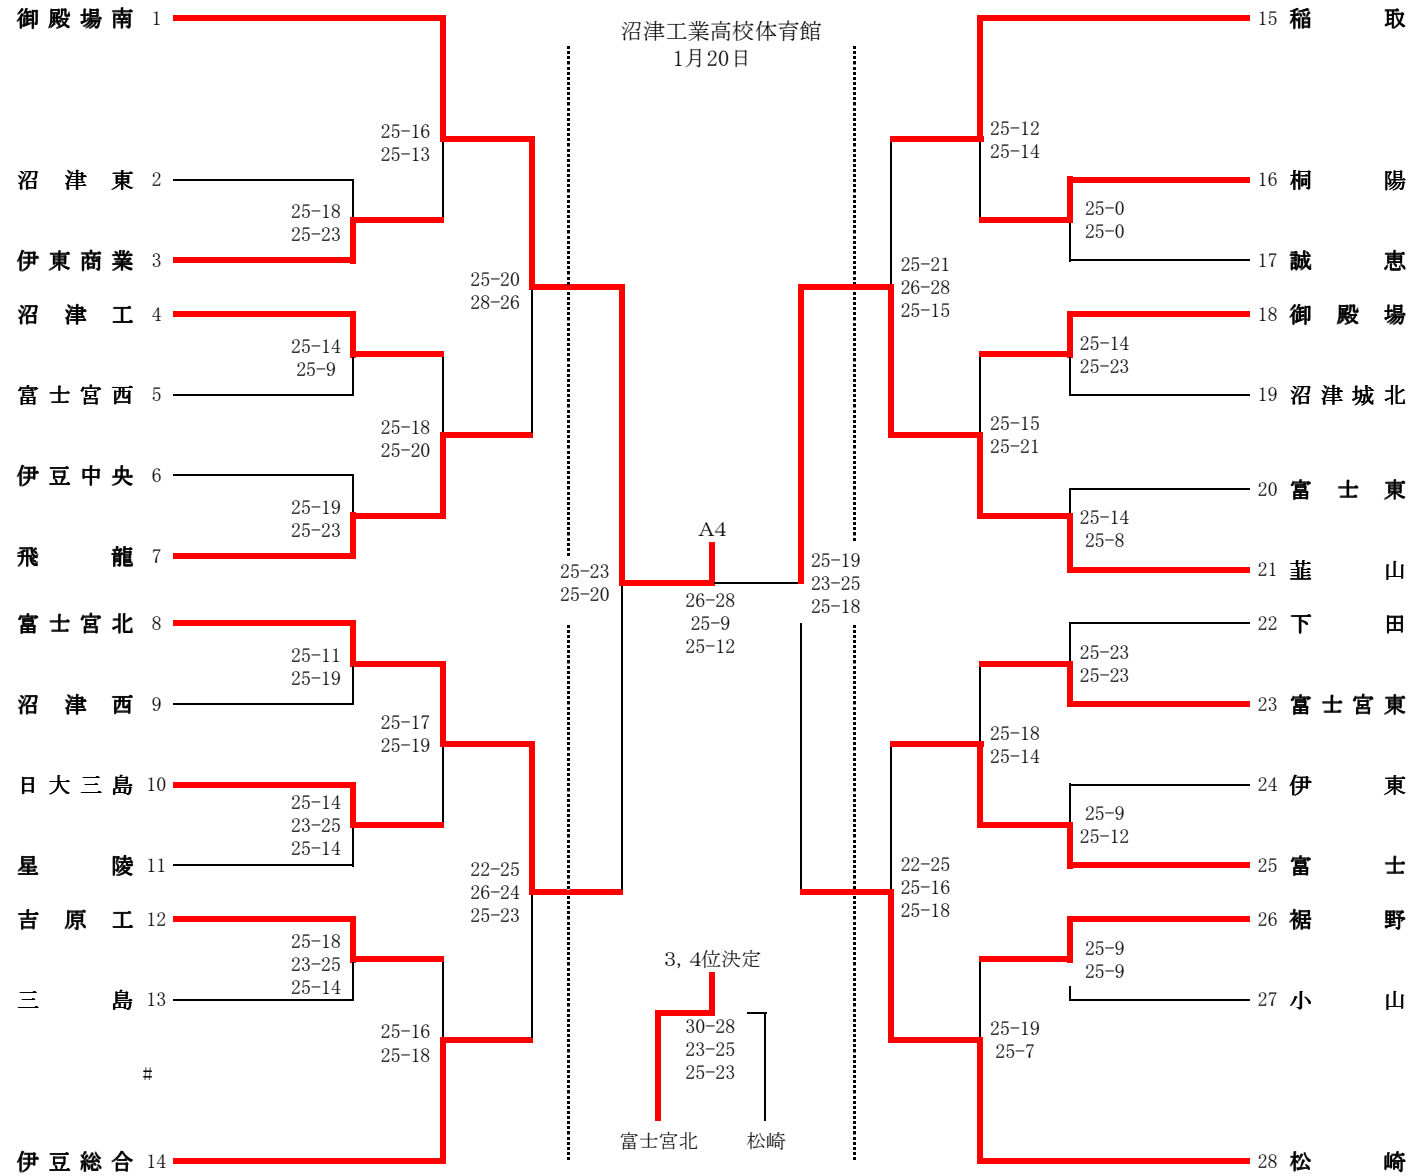 沼津工業高校体育館
1月20日
御殿場南 1
沼津東 2
伊東商業 3
沼津工 4
富士宮西 5
伊豆中央 6
飛龍 7
富士宮北 8
沼津西 9
日大三島 10
星陵 11
吉原工 12
三島 13
#
伊豆総合 14
25-18
25-23
25-14
25-9
25-19
25-23
25-11
25-19
25-14
23-25
25-14
25-18
23-25
25-14
25-16
25-13
25-18
25-20
25-17
25-19
25-16
25-18
25-20
28-26
22-25
26-24
25-23
25-23
25-20
A4
26-28
25-9
25-12
3, 4位決定
30-28
23-25
25-23
富士宮北 松崎
25-19
23-25
25-18
25-21
26-28
25-15
22-25
25-16
25-18
25-12
25-14
25-15
25-21
25-18
25-14
25-19
25-7
25-0
25-0
25-14
25-23
25-14
25-8
25-23
25-23
25-9
25-12
25-9
25-9
15 稲取
16 桐陽
17 誠恵
18 御殿場
19 沼津城北
20 富士東
21 韮山
22 下田
23 富士宮東
24 伊東
25 富士
26 裾野
27 小山
28 松崎